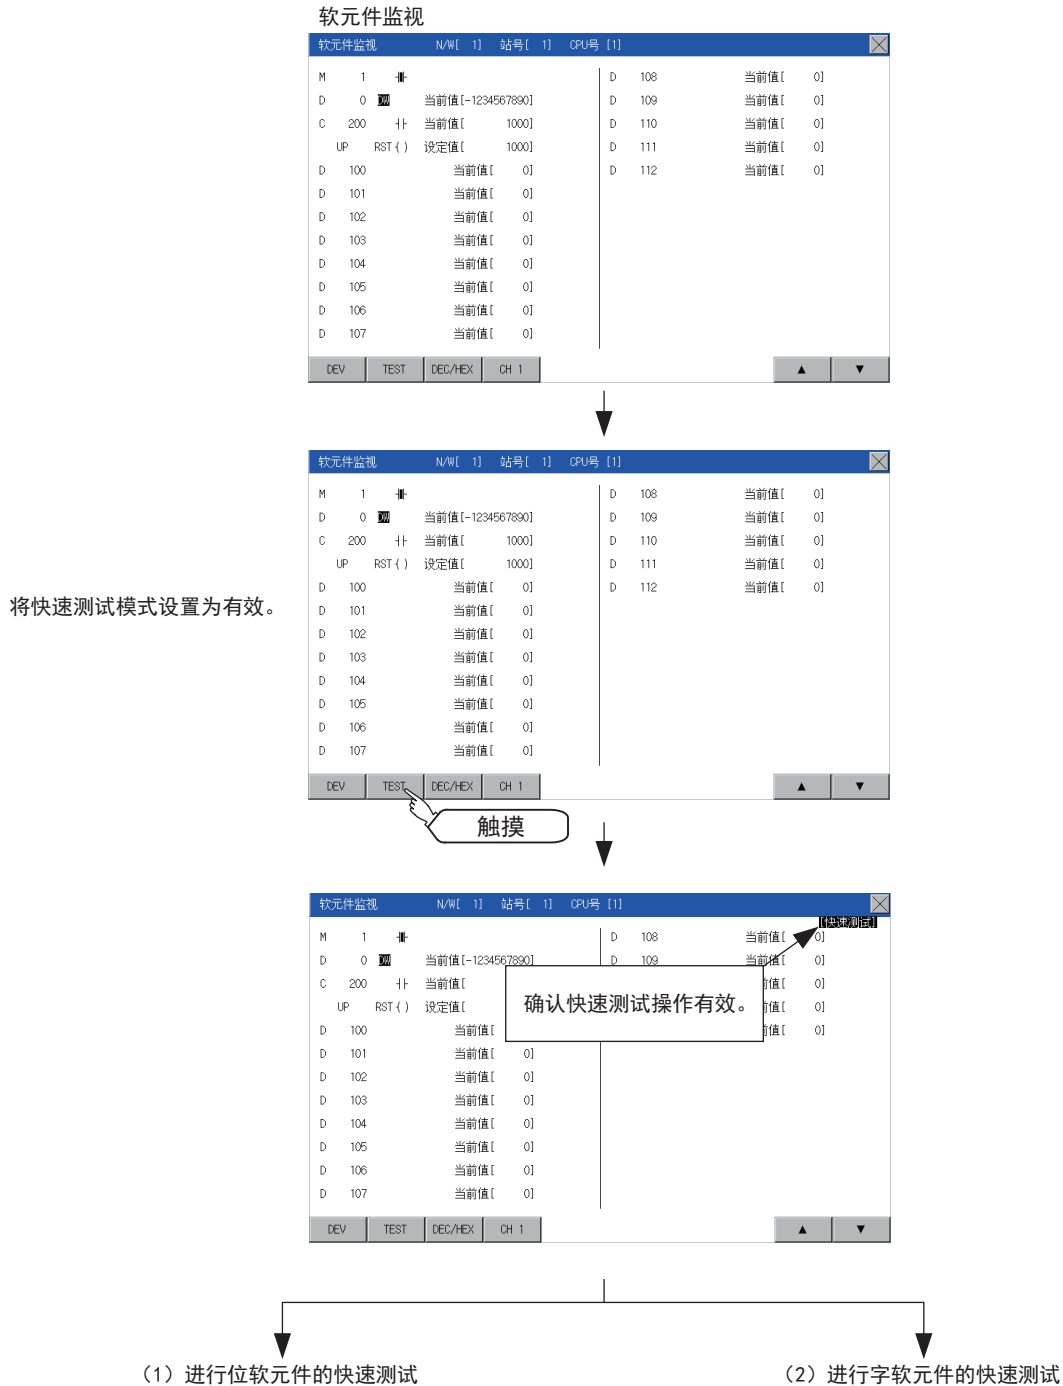 软元件监视
软元件监视 N/W[ 1] 站号[ 1] CPU号 [1]
M 1
D 0 DW 当前值[-1234567890]
C 200 ┤├ 当前值[ 1000]
UP RST( ) 设定值[ 1000]
D 100 当前值[ 0]
D 101 当前值[ 0]
D 102 当前值[ 0]
D 103 当前值[ 0]
D 104 当前值[ 0]
D 105 当前值[ 0]
D 106 当前值[ 0]
D 107 当前值[ 0]
D 108 当前值[ 0]
D 109 当前值[ 0]
D 110 当前值[ 0]
D 111 当前值[ 0]
D 112 当前值[ 0]
DEV TEST DEC/HEX CH 1 ▲ ▼
将快速测试模式设置为有效。
软元件监视 N/W[ 1] 站号[ 1] CPU号 [1]
M 1
D 0 DW 当前值[-1234567890]
C 200 ┤├ 当前值[ 1000]
UP RST( ) 设定值[ 1000]
D 100 当前值[ 0]
D 101 当前值[ 0]
D 102 当前值[ 0]
D 103 当前值[ 0]
D 104 当前值[ 0]
D 105 当前值[ 0]
D 106 当前值[ 0]
D 107 当前值[ 0]
D 108 当前值[ 0]
D 109 当前值[ 0]
D 110 当前值[ 0]
D 111 当前值[ 0]
D 112 当前值[ 0]
DEV TEST DEC/HEX CH 1 ▲ ▼
触摸
软元件监视 N/W[ 1] 站号[ 1] CPU号 [1]
[快速测试]
M 1
D 0 DW 当前值[-1234567890]
C 200 ┤├ 当前值[
UP RST( ) 设定值[
D 100 当前值[
D 101 当前值[ 0]
D 102 当前值[ 0]
D 103 当前值[ 0]
D 104 当前值[ 0]
D 105 当前值[ 0]
D 106 当前值[ 0]
D 107 当前值[ 0]
D 108 当前值[ 0]
D 109 当前值[ 0]
前值[ 0]
前值[ 0]
前值[ 0]
确认快速测试操作有效。
DEV TEST DEC/HEX CH 1 ▲ ▼
（1）进行位软元件的快速测试
（2）进行字软元件的快速测试